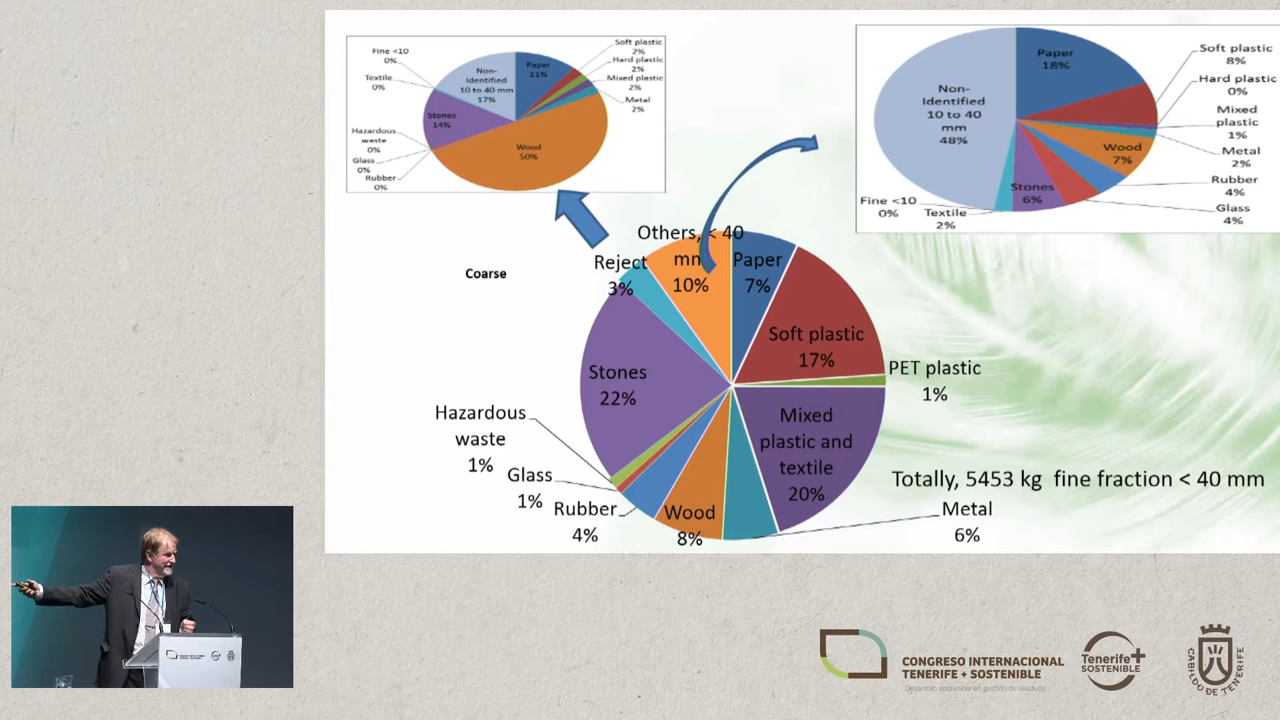 Fine <10
0%
Textile
0%
Non-
Identified
10 to 40 mm
17%
Paper
11%
Soft plastic
2%
Hard plastic
2%
Mixed plastic
2%
Metal
2%
Stones
14%
Hazardous
waste
0%
Glass
0%
Rubber
0%
Wood
50%
Non-
Identified
10 to 40
mm
48%
Paper
18%
Soft plastic
8%
Hard plastic
0%
Mixed
plastic
1%
Metal
2%
Wood
7%
Rubber
4%
Glass
4%
Stones
6%
Fine <10
0%
Textile
2%
Coarse
Others, < 40
mm
10%
Reject
3%
Paper
7%
Soft plastic
17%
PET plastic
1%
Stones
22%
Mixed
plastic and
textile
20%
Hazardous
waste
1%
Glass
1%
Rubber
4%
Wood
8%
Metal
6%
Totally, 5453 kg fine fraction < 40 mm
CONGRESO INTERNACIONAL
TENERIFE + SOSTENIBLE
Desarrollo sostenible en gestión de residuos
Tenerife+
SOSTENIBLE
CABILDO DE TENERIFE